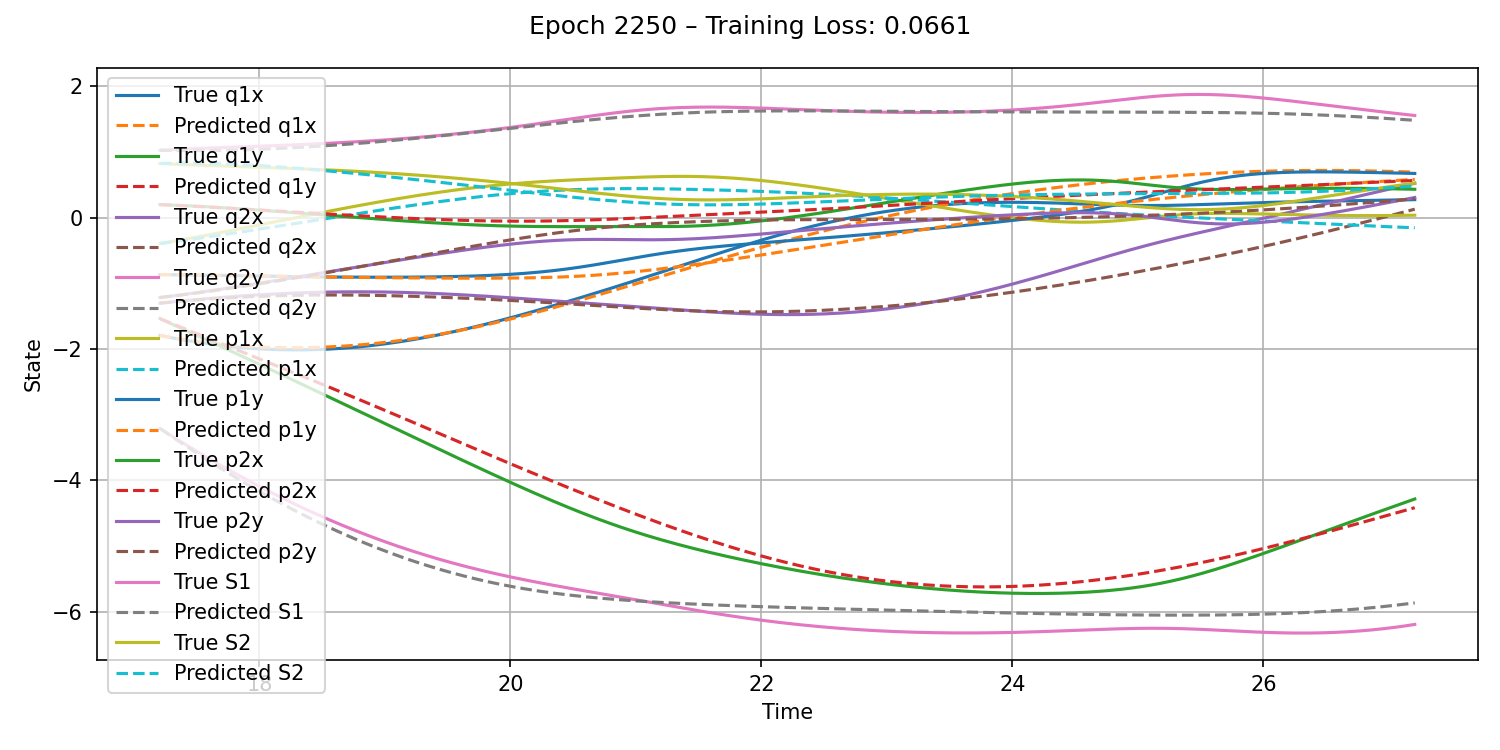 Epoch 2250 – Training Loss: 0.0661
2
0
−2
−4
−6
State
True q1x
Predicted q1x
True q1y
Predicted q1y
True q2x
Predicted q2x
True q2y
Predicted q2y
True p1x
Predicted p1x
True p1y
Predicted p1y
True p2x
Predicted p2x
True p2y
Predicted p2y
True S1
Predicted S1
True S2
Predicted S2
18 20 22 24 26
Time